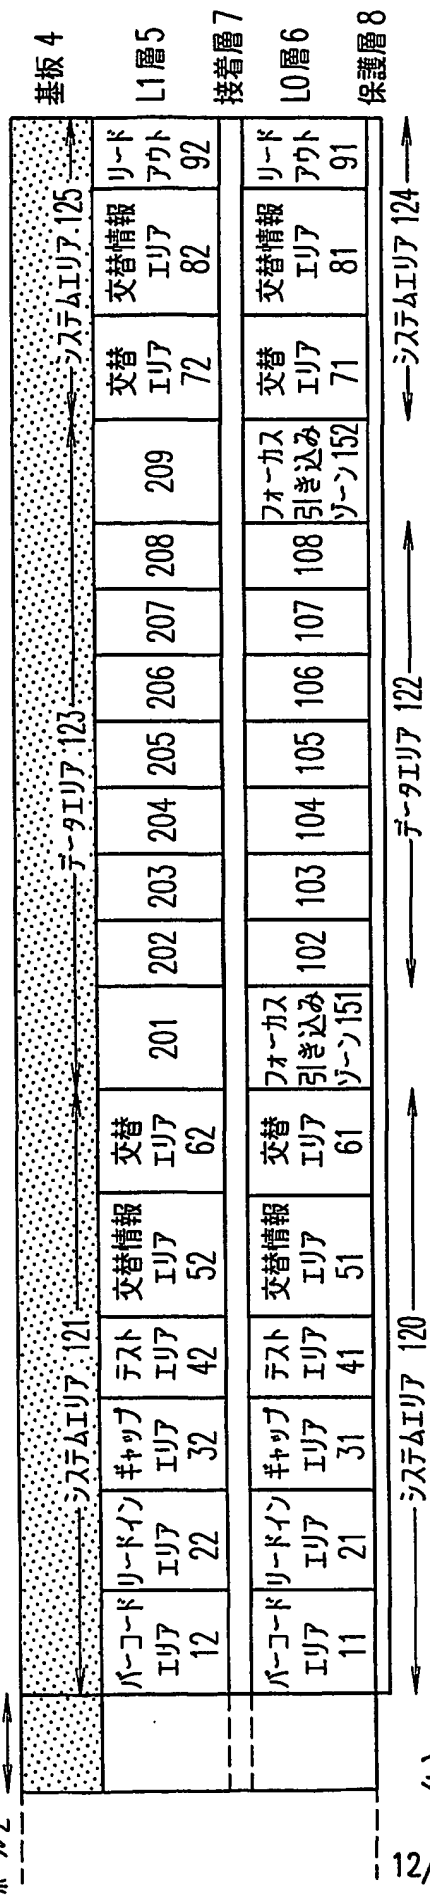 基板 4
L1層 5
接着層 7
L0層 6
保護層 8
システムエリア 121
データエリア 123
システムエリア 125
バーコード
エリア
12
リードイン
エリア
22
ギャップ
エリア
32
テスト
エリア
42
交替情報
エリア
52
交替
エリア
62
201
202
203
204
205
206
207
208
209
交替
エリア
72
交替情報
エリア
82
リード
アウト
92
バーコード
エリア
11
リードイン
エリア
21
ギャップ
エリア
31
テスト
エリア
41
交替情報
エリア
51
交替
エリア
61
フォーカス
引き込み
ゾーン151
102
103
104
105
106
107
108
フォーカス
引き込み
ゾーン152
交替
エリア
71
交替情報
エリア
81
リード
アウト
91
システムエリア 120
データエリア 122
システムエリア 124
12/